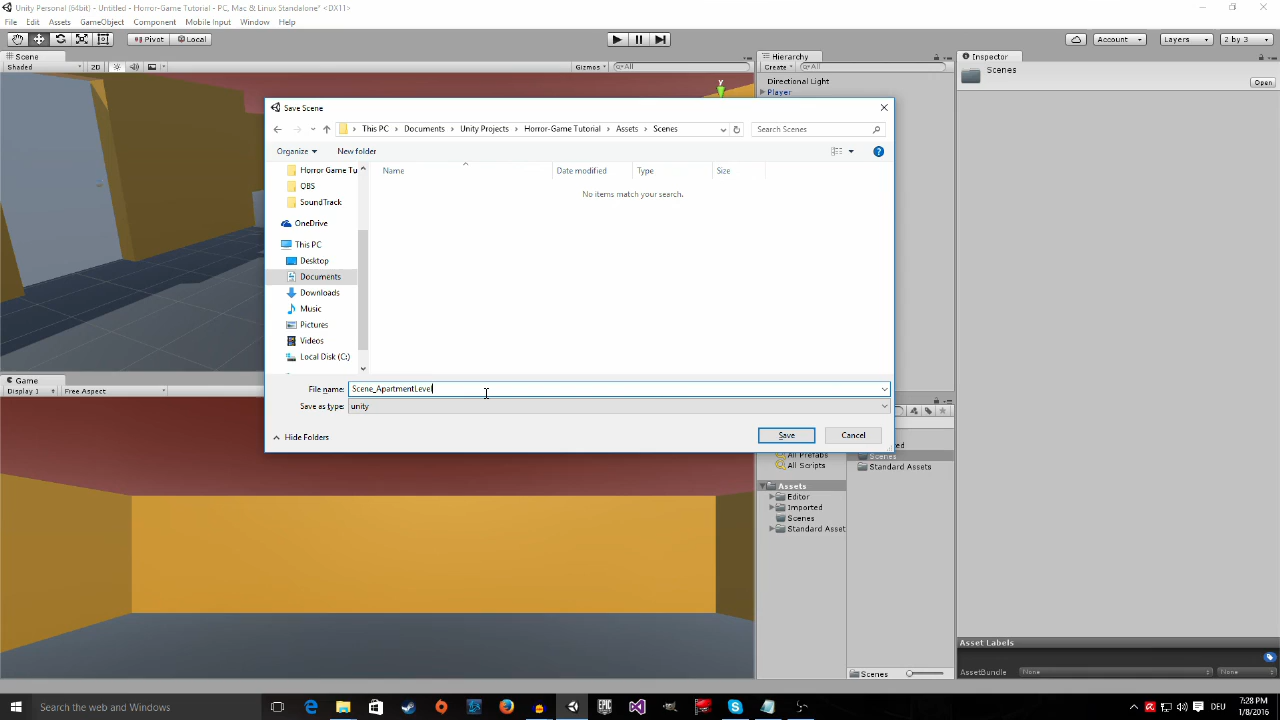 Unity Personal (64bit) - Untitled - Horror-Game Tutorial - PC, Mac & Linux Standalone* <DX11>
File Edit Assets GameObject Component Mobile Input Window Help
Pivot Local Account Layers 2 by 3
Scene Hierarchy Inspector
Shaded 2D Gizmos All Create All
Scenes
Open
Directional Light
Player
y
Save Scene
This PC Documents Unity Projects Horror-Game Tutorial Assets Scenes Search Scenes
Organize New folder
Horror Game Tu
OBS
SoundTrack
OneDrive
This PC
Desktop
Documents
Downloads
Music
Pictures
Videos
Local Disk (C:)
Name Date modified Type Size
No items match your search.
File name: Scene_ApartmentLevel
Save as type: unity
Hide Folders Save Cancel
Game
Display 1 Free Aspect
All Prefabs
All Scripts
Assets
Editor
Imported
Scenes
Standard Asset
Scenes
Standard Assets
Scenes
Asset Labels
AssetBundle None None
Search the web and Windows
DEU
7:28 PM
1/8/2016